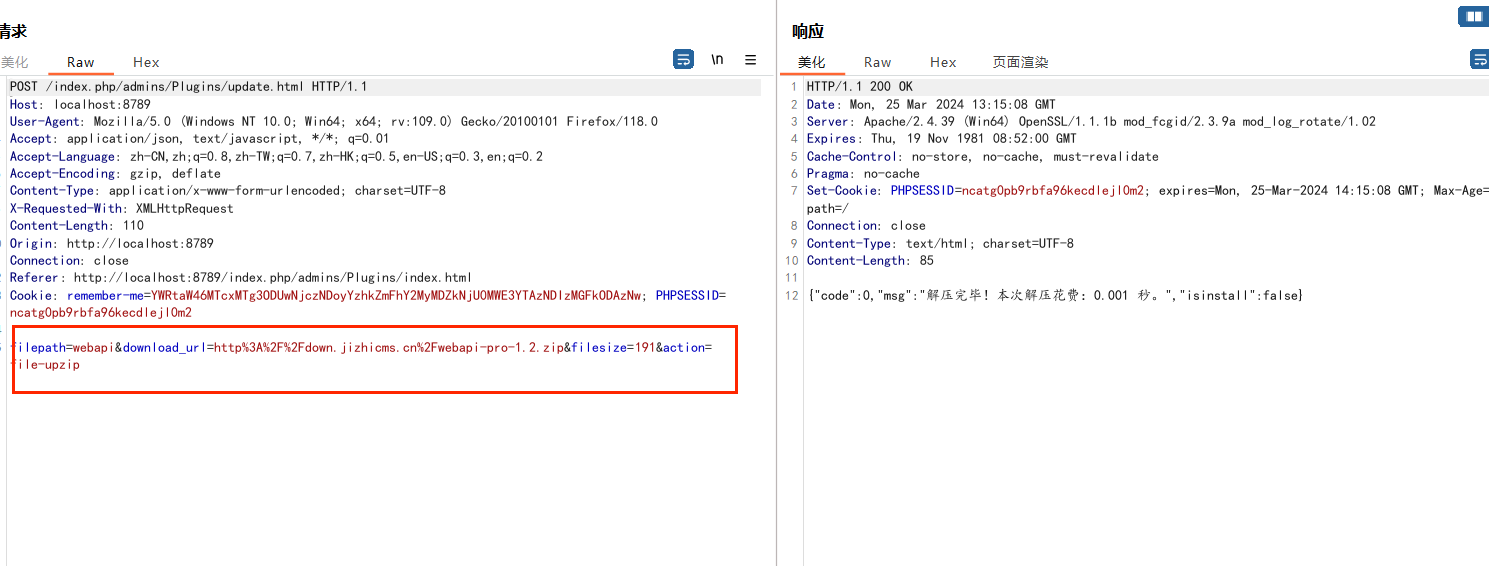 请求
美化 Raw Hex \n
POST /index.php/admins/Plugins/update.html HTTP/1.1
Host: localhost:8789
User-Agent: Mozilla/5.0 (Windows NT 10.0; Win64; x64; rv:109.0) Gecko/20100101 Firefox/118.0
Accept: application/json, text/javascript, */*; q=0.01
Accept-Language: zh-CN,zh;q=0.8,zh-TW;q=0.7,zh-HK;q=0.5,en-US;q=0.3,en;q=0.2
Accept-Encoding: gzip, deflate
Content-Type: application/x-www-form-urlencoded; charset=UTF-8
X-Requested-With: XMLHttpRequest
Content-Length: 110
Origin: http://localhost:8789
Connection: close
Referer: http://localhost:8789/index.php/admins/Plugins/index.html
Cookie: remember-me=YWRtaW46MTcxMTg3ODUwNjczNDoyYzhkZmFhY2MyMDZkNjU0MWE3YTAzNDIzMGFkODAzNw; PHPSESSID=
ncatg0pb9rbfa96kecdlejl0m2
filepath=webapi&download_url=http%3A%2F%2Fdown.jizhicms.cn%2Fwebapi-pro-1.2.zip&filesize=191&action=
file-upzip
响应
美化 Raw Hex 页面渲染
1 HTTP/1.1 200 OK
2 Date: Mon, 25 Mar 2024 13:15:08 GMT
3 Server: Apache/2.4.39 (Win64) OpenSSL/1.1.1b mod_fcgid/2.3.9a mod_log_rotate/1.02
4 Expires: Thu, 19 Nov 1981 08:52:00 GMT
5 Cache-Control: no-store, no-cache, must-revalidate
6 Pragma: no-cache
7 Set-Cookie: PHPSESSID=ncatg0pb9rbfa96kecdlejl0m2; expires=Mon, 25-Mar-2024 14:15:08 GMT; Max-Age=
path=/
8 Connection: close
9 Content-Type: text/html; charset=UTF-8
10 Content-Length: 85
11
12 {"code":0,"msg":"解压完毕！本次解压花费：0.001 秒。","isinstall":false}